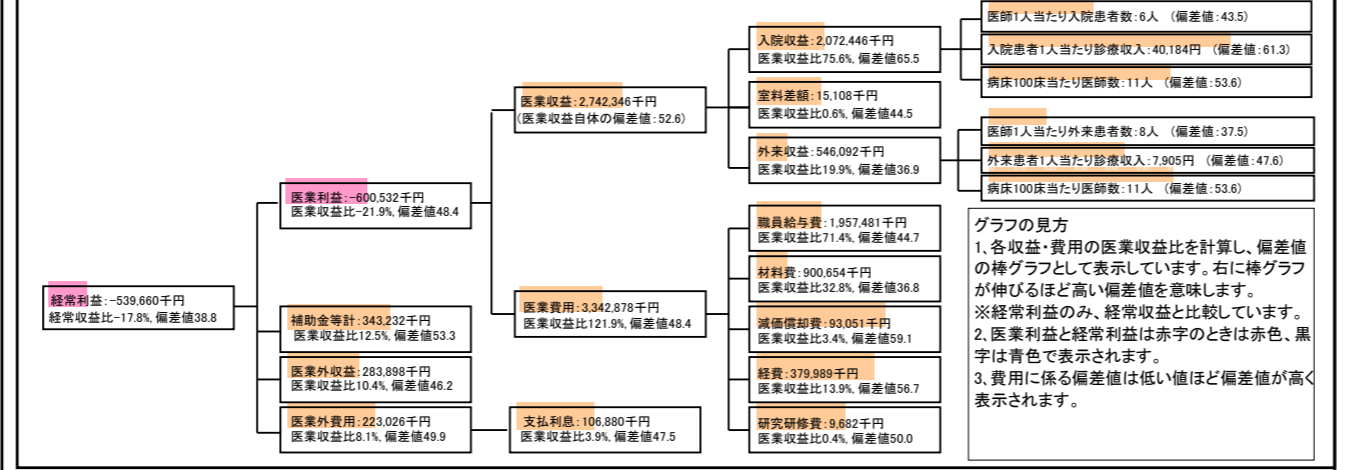 経常利益:-539,660千円
経常収比-17.8%, 偏差値38.8
医業利益:-600,532千円
医業収益比-21.9%, 偏差値48.4
補助金等計:343,232千円
医業収益比12.5%, 偏差値53.3
医業外収益:283,898千円
医業収益比10.4%, 偏差値46.2
医業外費用:223,026千円
医業収益比8.1%, 偏差値49.9
医業収益:2,742,346千円
(医業収益自体の偏差値:52.6)
医業費用:3,342,878千円
医業収益比121.9%, 偏差値48.4
支払利息:106,880千円
医業収益比3.9%, 偏差値47.5
入院収益:2,072,446千円
医業収益比75.6%, 偏差値65.5
室料差額:15,108千円
医業収益比0.6%, 偏差値44.5
外来収益:546,092千円
医業収益比19.9%, 偏差値36.9
職員給与費:1,957,481千円
医業収益比71.4%, 偏差値44.7
材料費:900,654千円
医業収益比32.8%, 偏差値36.8
減価償却費:93,051千円
医業収益比3.4%, 偏差値59.1
経費:379,989千円
医業収益比13.9%, 偏差値56.7
研究研修費:9,682千円
医業収益比0.4%, 偏差値50.0
医師1人当たり入院患者数:6人 (偏差値:43.5)
入院患者1人当たり診療収入:40,184円 (偏差値:61.3)
病床100床当たり医師数:11人 (偏差値:53.6)
医師1人当たり外来患者数:8人 (偏差値:37.5)
外来患者1人当たり診療収入:7,905円 (偏差値:47.6)
病床100床当たり医師数:11人 (偏差値:53.6)
グラフの見方
1、各収益・費用の医業収益比を計算し、偏差値
の棒グラフとして表示しています。右に棒グラフ
が伸びるほど高い偏差値を意味します。
※経常利益のみ、経常収益と比較しています。
2、医業利益と経常利益は赤字のときは赤色、黒
字は青色で表示されます。
3、費用に係る偏差値は低い値ほど偏差値が高く
表示されます。